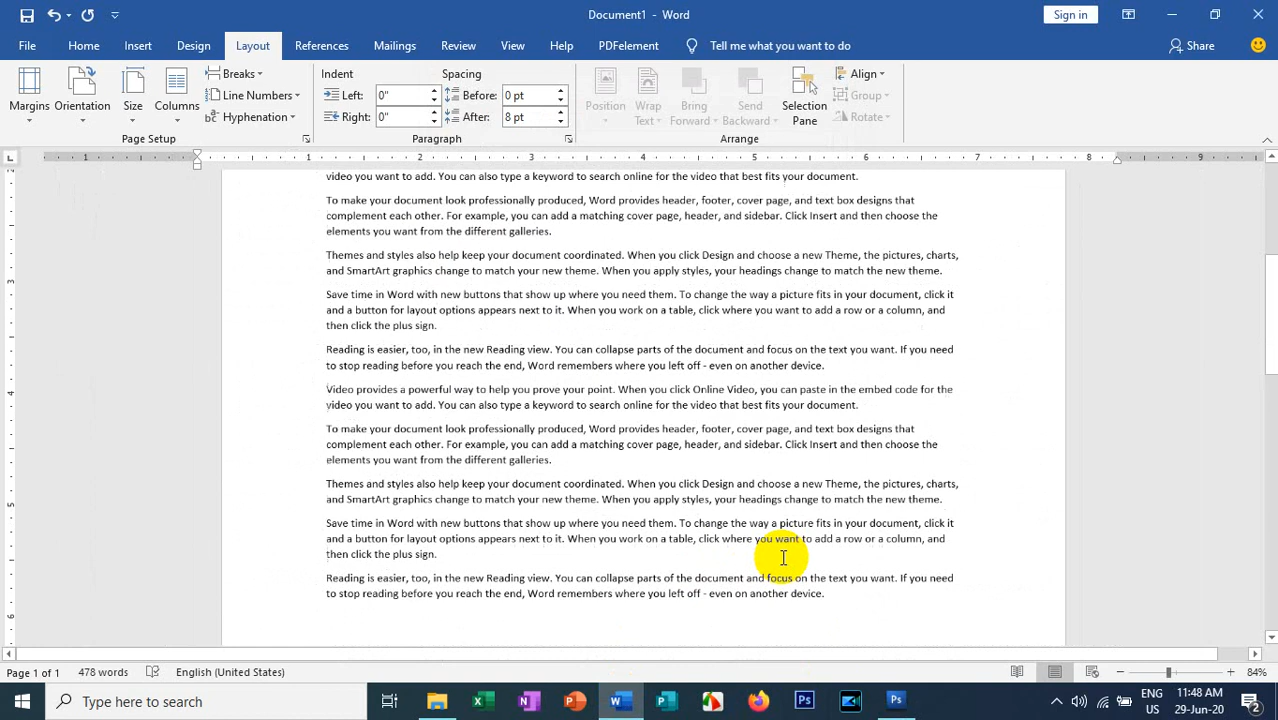 Document1 - Word
Sign in
File Home Insert Design Layout References Mailings Review View Help PDFelement Tell me what you want to do Share
Margins
Orientation
Size
Columns
Breaks
Line Numbers
Hyphenation
Page Setup
Indent
Left: 0"
Right: 0"
Spacing
Before: 0 pt
After: 8 pt
Paragraph
Position
Wrap Text
Bring Forward
Send Backward
Selection Pane
Align
Group
Rotate
Arrange
1 1 2 3 4 5 6 7 8 9
video you want to add. You can also type a keyword to search online for the video that best fits your document.
To make your document look professionally produced, Word provides header, footer, cover page, and text box designs that
complement each other. For example, you can add a matching cover page, header, and sidebar. Click Insert and then choose the
elements you want from the different galleries.
Themes and styles also help keep your document coordinated. When you click Design and choose a new Theme, the pictures, charts,
and SmartArt graphics change to match your new theme. When you apply styles, your headings change to match the new theme.
Save time in Word with new buttons that show up where you need them. To change the way a picture fits in your document, click it
and a button for layout options appears next to it. When you work on a table, click where you want to add a row or a column, and
then click the plus sign.
Reading is easier, too, in the new Reading view. You can collapse parts of the document and focus on the text you want. If you need
to stop reading before you reach the end, Word remembers where you left off - even on another device.
Video provides a powerful way to help you prove your point. When you click Online Video, you can paste in the embed code for the
video you want to add. You can also type a keyword to search online for the video that best fits your document.
To make your document look professionally produced, Word provides header, footer, cover page, and text box designs that
complement each other. For example, you can add a matching cover page, header, and sidebar. Click Insert and then choose the
elements you want from the different galleries.
Themes and styles also help keep your document coordinated. When you click Design and choose a new Theme, the pictures, charts,
and SmartArt graphics change to match your new theme. When you apply styles, your headings change to match the new theme.
Save time in Word with new buttons that show up where you need them. To change the way a picture fits in your document, click it
and a button for layout options appears next to it. When you work on a table, click where you want to add a row or a column, and
then click the plus sign.
Reading is easier, too, in the new Reading view. You can collapse parts of the document and focus on the text you want. If you need
to stop reading before you reach the end, Word remembers where you left off - even on another device.
3
4
5
6
Page 1 of 1 478 words English (United States) 84%
Type here to search
ENG
US
11:48 AM
29-Jun-20
2